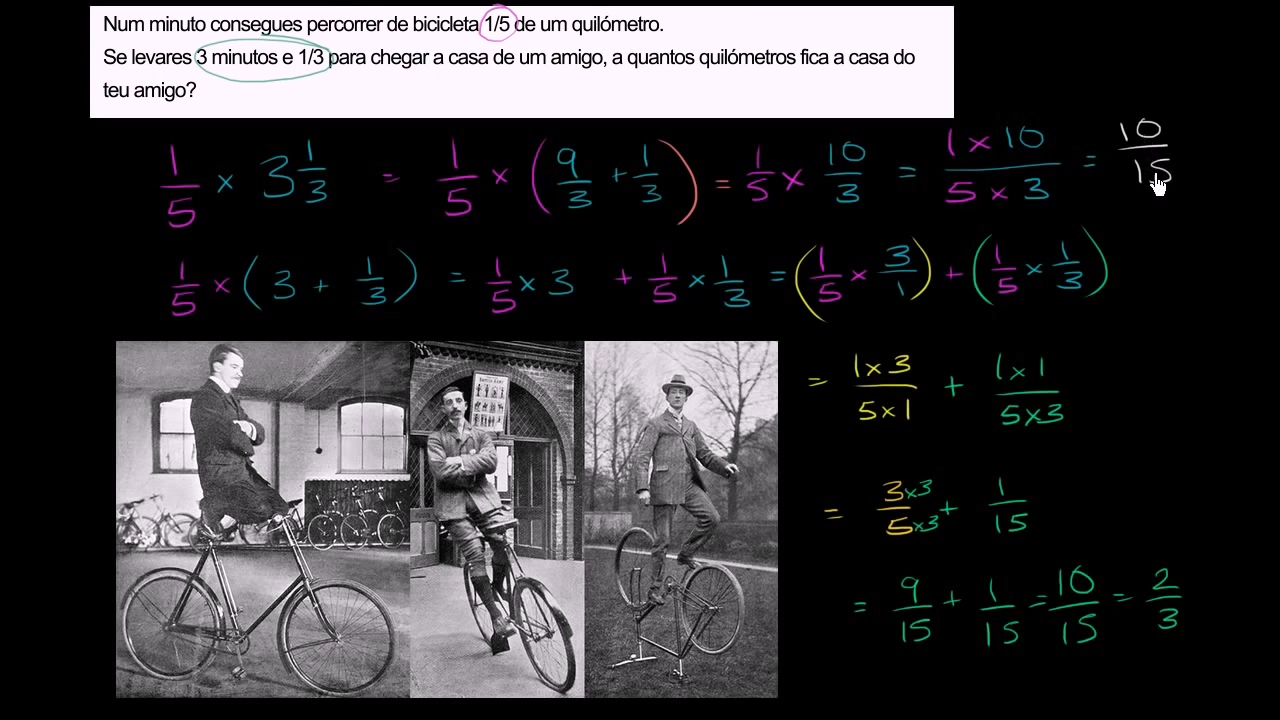 Num minuto consegues percorrer de bicicleta 1/5 de um quilómetro.
Se levares 3 minutos e 1/3 para chegar a casa de um amigo, a quantos quilómetros fica a casa do
teu amigo?
1/5 × 3 1/3 = 1/5 × (9/3 + 1/3) = 1/5 × 10/3 = (1 × 10)/(5 × 3) = 10/15
1/5 × (3 + 1/3) = 1/5 × 3 + 1/5 × 1/3 = (1/5 × 3/1) + (1/5 × 1/3)
= (1 × 3)/(5 × 1) + (1 × 1)/(5 × 3)
= (3 × 3)/(5 × 3) + 1/15
= 9/15 + 1/15 = 10/15 = 2/3